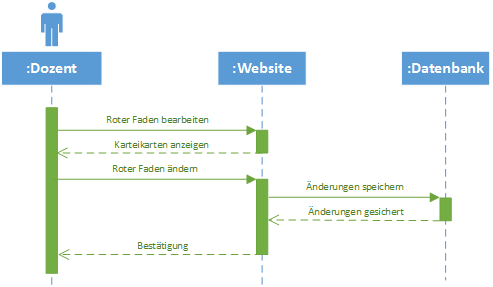 :Dozent
:Website
:Datenbank
Roter Faden bearbeiten
Karteikarten anzeigen
Roter Faden ändern
Änderungen speichern
Änderungen gesichert
Bestätigung